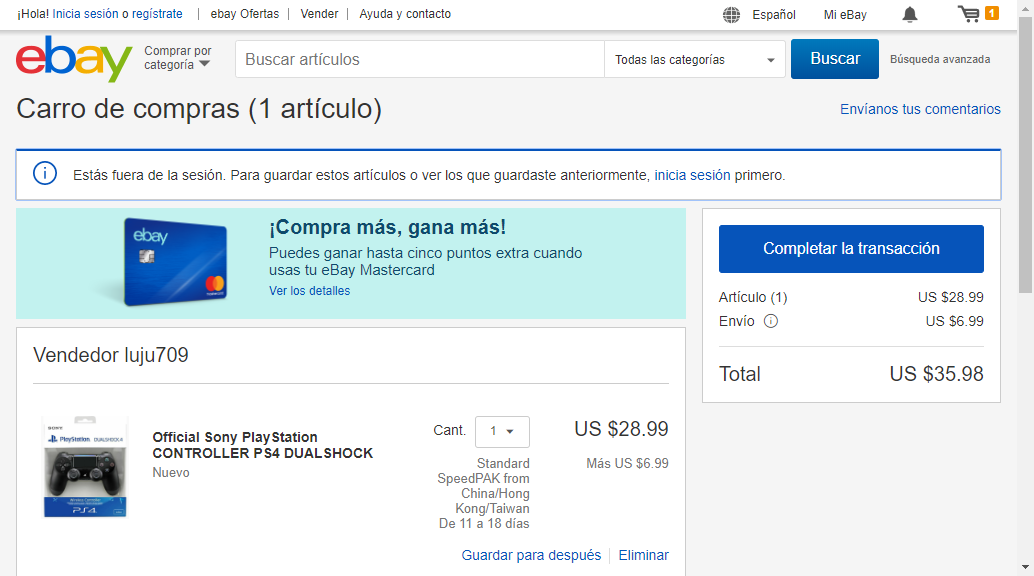 ¡Hola! Inicia sesión o regístrate | ebay Ofertas | Vender | Ayuda y contacto
Español Mi eBay 1
ebay
Comprar por
categoría
Buscar artículos
Todas las categorías
Buscar
Búsqueda avanzada
Carro de compras (1 artículo)
Envíanos tus comentarios
Estás fuera de la sesión. Para guardar estos artículos o ver los que guardaste anteriormente, inicia sesión primero.
ebay
¡Compra más, gana más!
Puedes ganar hasta cinco puntos extra cuando
usas tu eBay Mastercard
Ver los detalles
Completar la transacción
Artículo (1) US $28.99
Envío US $6.99
Total US $35.98
Vendedor luju709
SONY
PlayStation DUALSHOCK 4
PS4
Official Sony PlayStation
CONTROLLER PS4 DUALSHOCK
Nuevo
Cant. 1
US $28.99
Más US $6.99
Standard
SpeedPAK from
China/Hong
Kong/Taiwan
De 11 a 18 días
Guardar para después | Eliminar